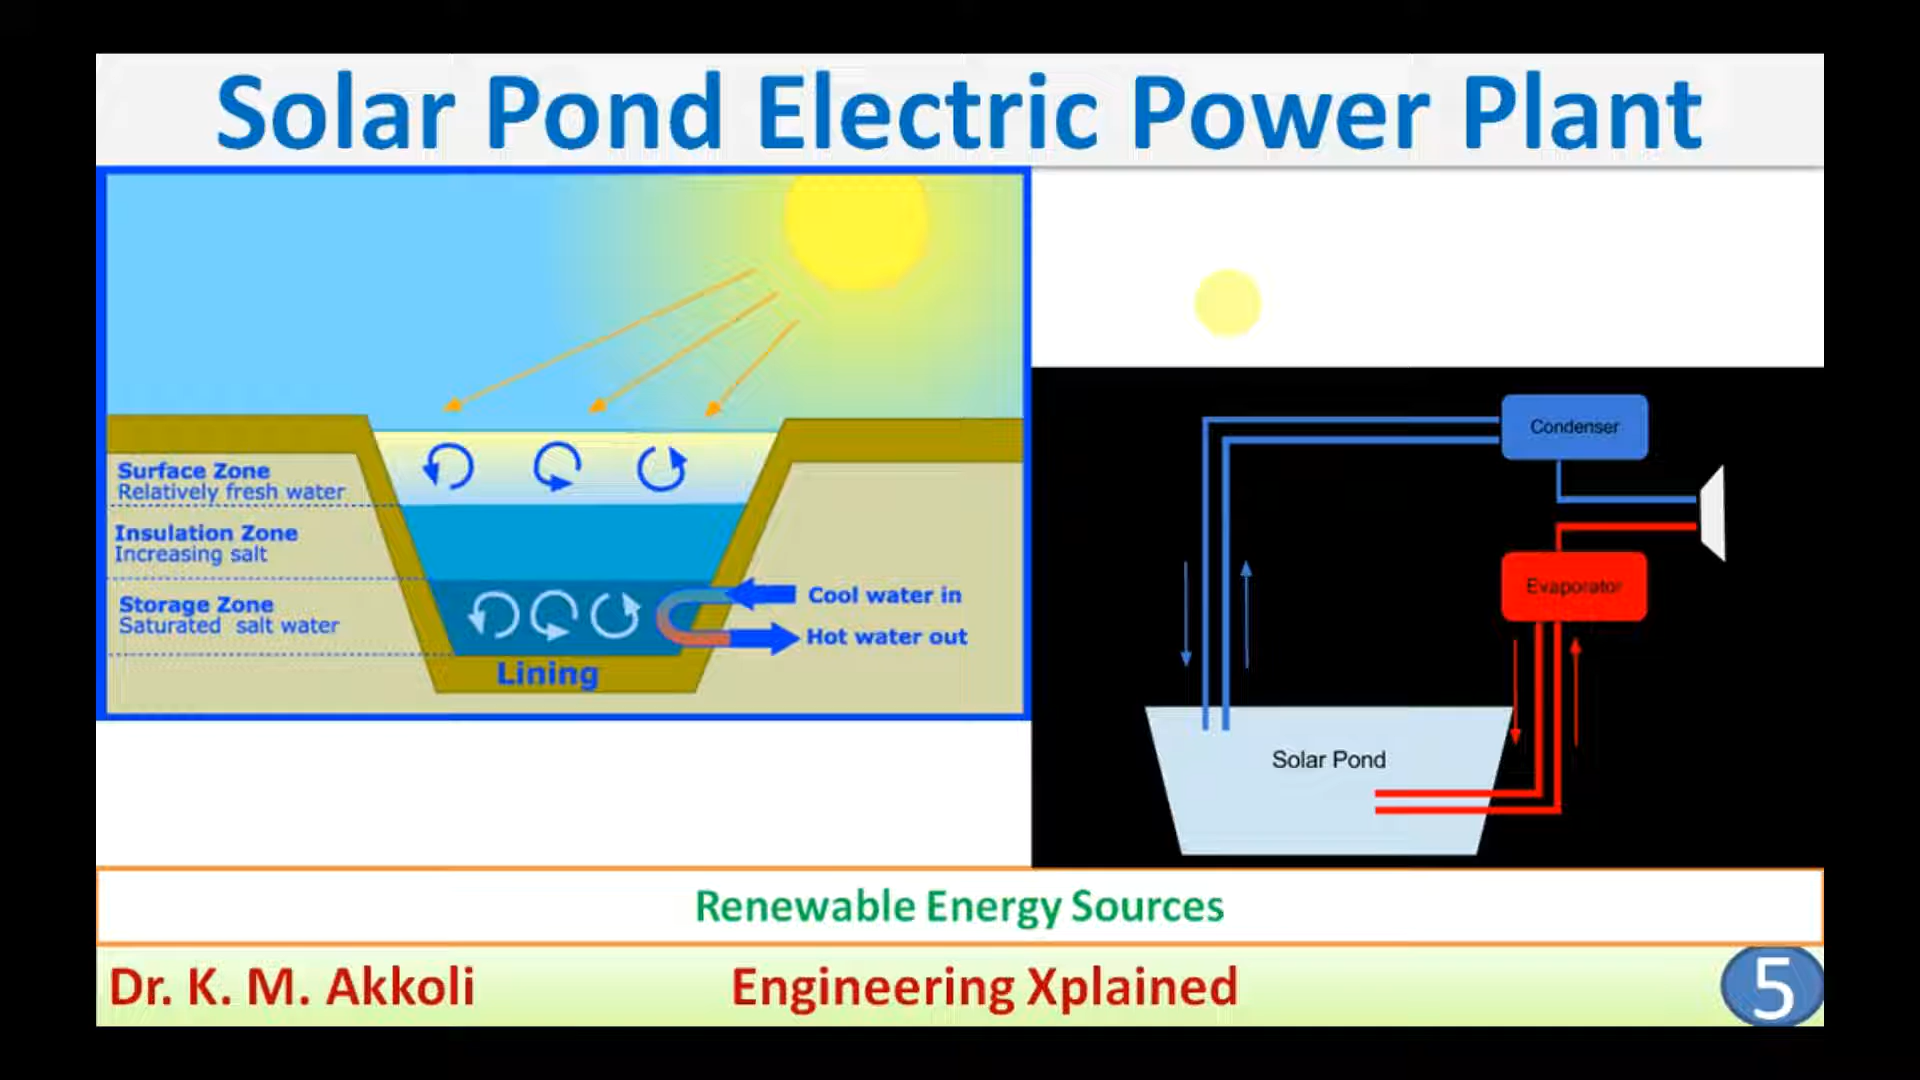 Solar Pond Electric Power Plant
Surface Zone
Relatively fresh water
Insulation Zone
Increasing salt
Storage Zone
Saturated salt water
Cool water in
Hot water out
Lining
Condenser
Evaporator
Solar Pond
Renewable Energy Sources
Dr. K. M. Akkoli
Engineering Xplained
5